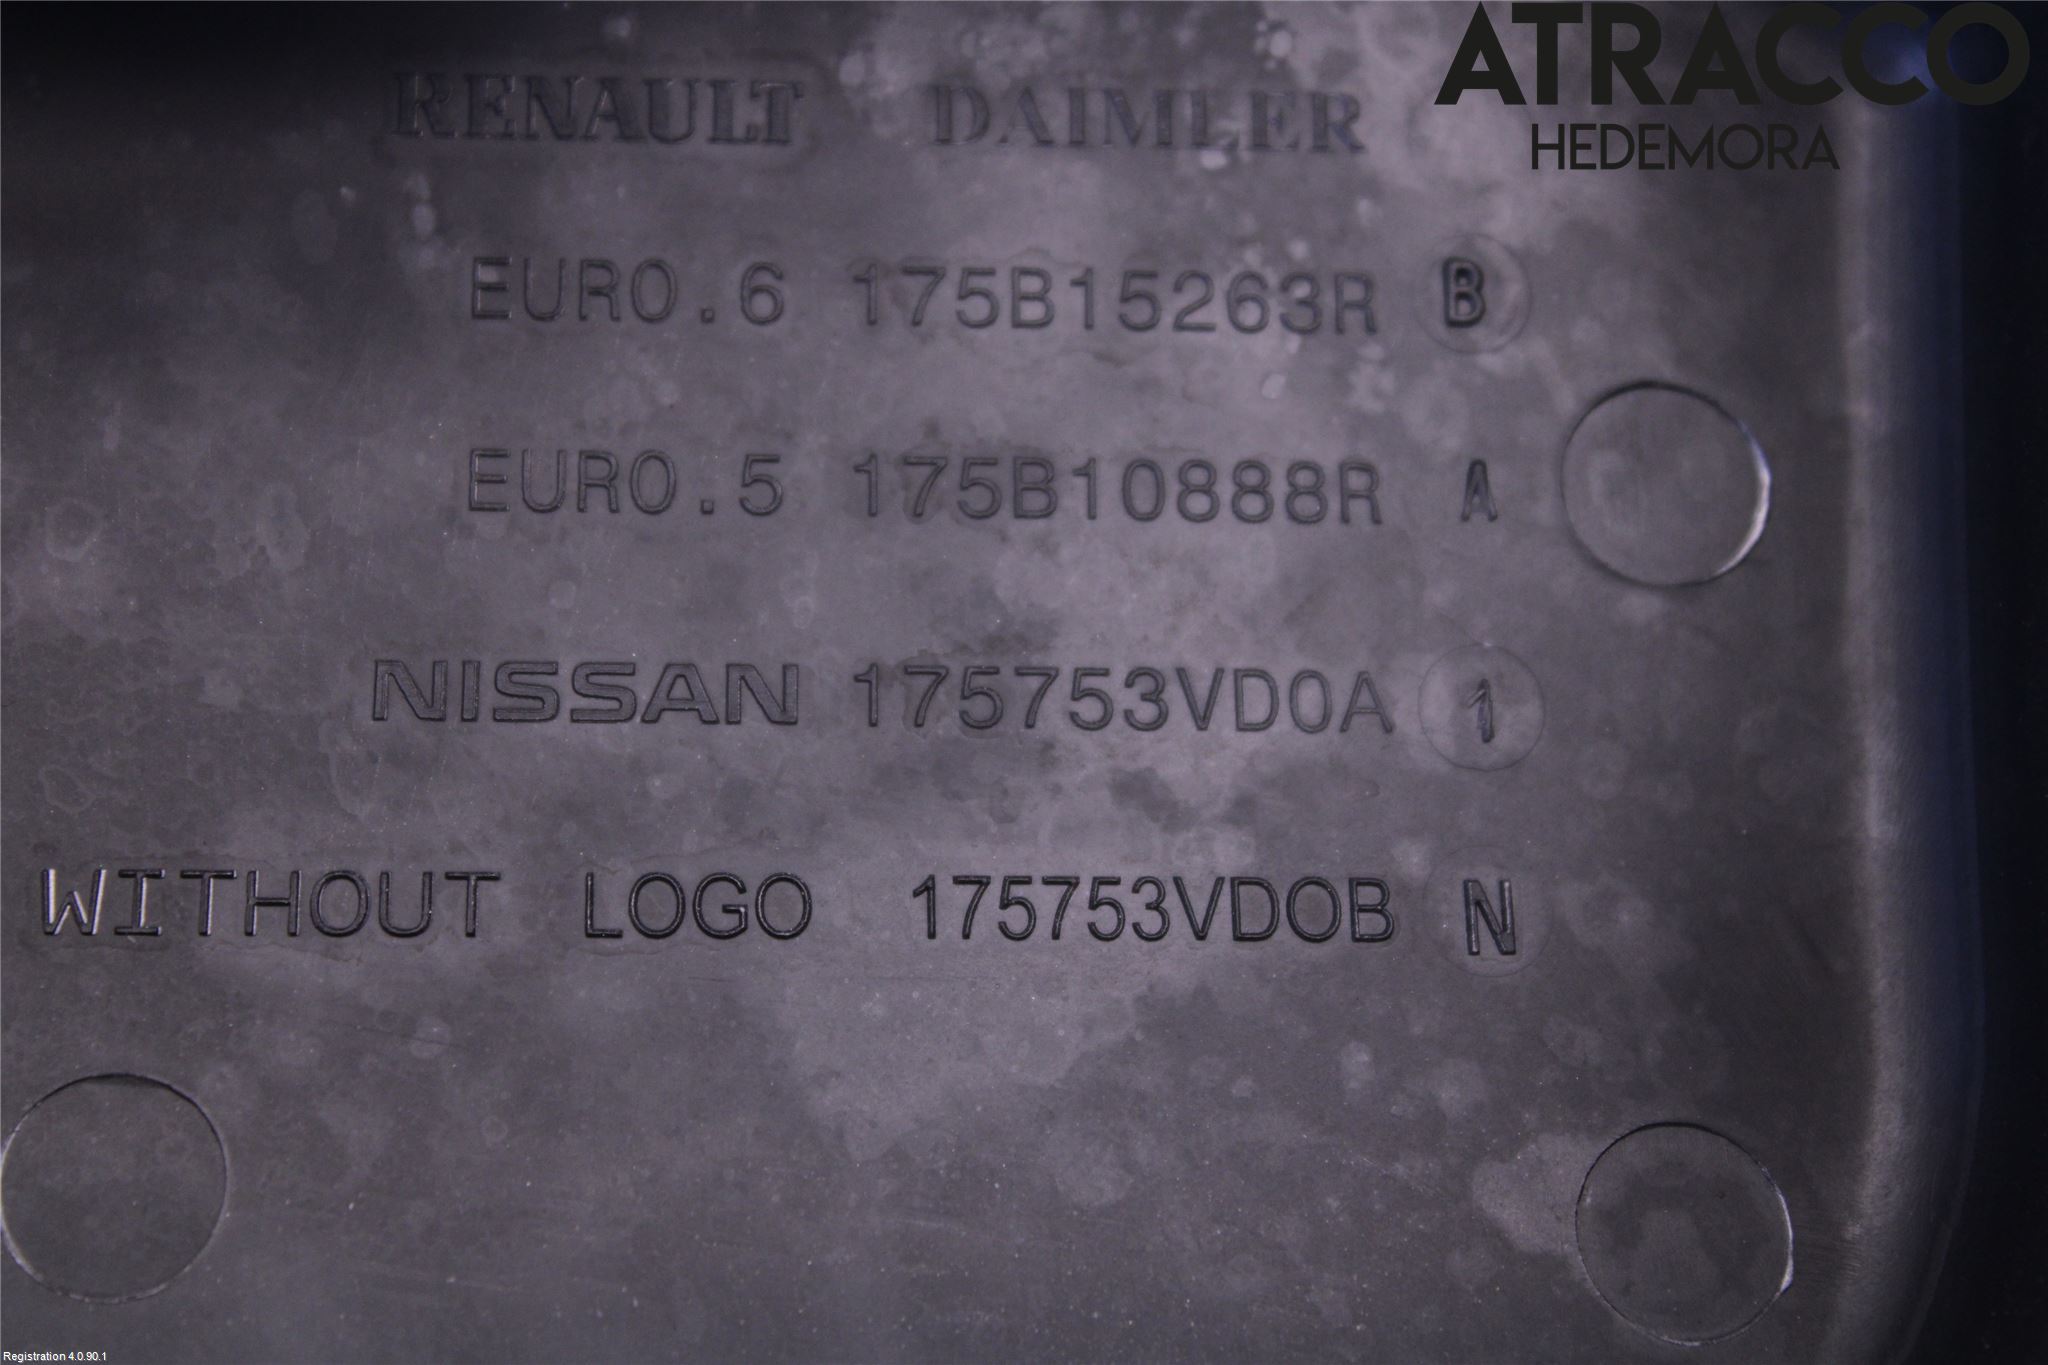 ATRACCO
HEDEMORA
RENAULT DAIMLER
EURO.6 175B15263R B
EURO.5 175B10888R A
NISSAN 175753VD0A 1
WITHOUT LOGO 175753VD0B N
Registration 4.0.90.1